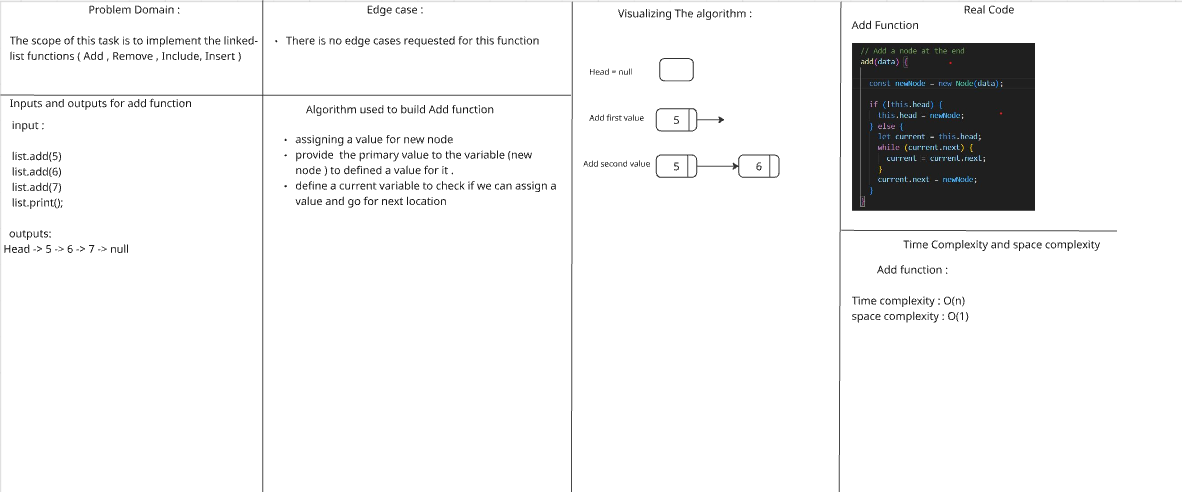 Problem Domain :
The scope of this task is to implement the linked-
list functions ( Add , Remove , Include, Insert )
Inputs and outputs for add function
input :
list.add(5)
list.add(6)
list.add(7)
list.print();
outputs:
Head -> 5 -> 6 -> 7 -> null
Edge case :
• There is no edge cases requested for this function
Algorithm used to build Add function
• assigning a value for new node
• provide the primary value to the variable (new
node ) to defined a value for it .
• define a current variable to check if we can assign a
value and go for next location
Visualizing The algorithm :
Head = null
Add first value
5
Add second value
5
6
Real Code
Add Function
// Add a node at the end
add(data) {
const newNode = new Node(data);
if (!this.head) {
this.head = newNode;
} else {
let current = this.head;
while (current.next) {
current = current.next;
}
current.next = newNode;
}
}
Time Complexity and space complexity
Add function :
Time complexity : O(n)
space complexity : O(1)